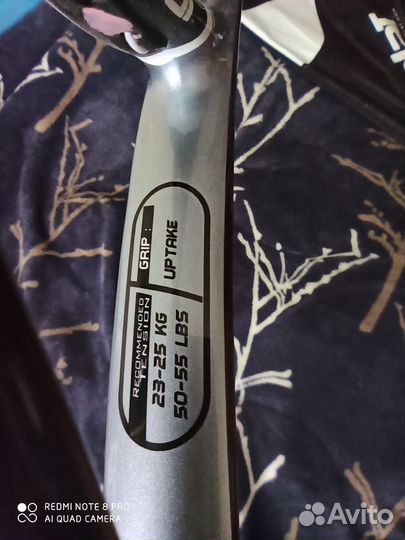 GRIP :
UPTAKE
RECOMMENDED
TENSION
23-25 KG
50-55 LBS
REDMI NOTE 8 PRO
AI QUAD CAMERA
Avito